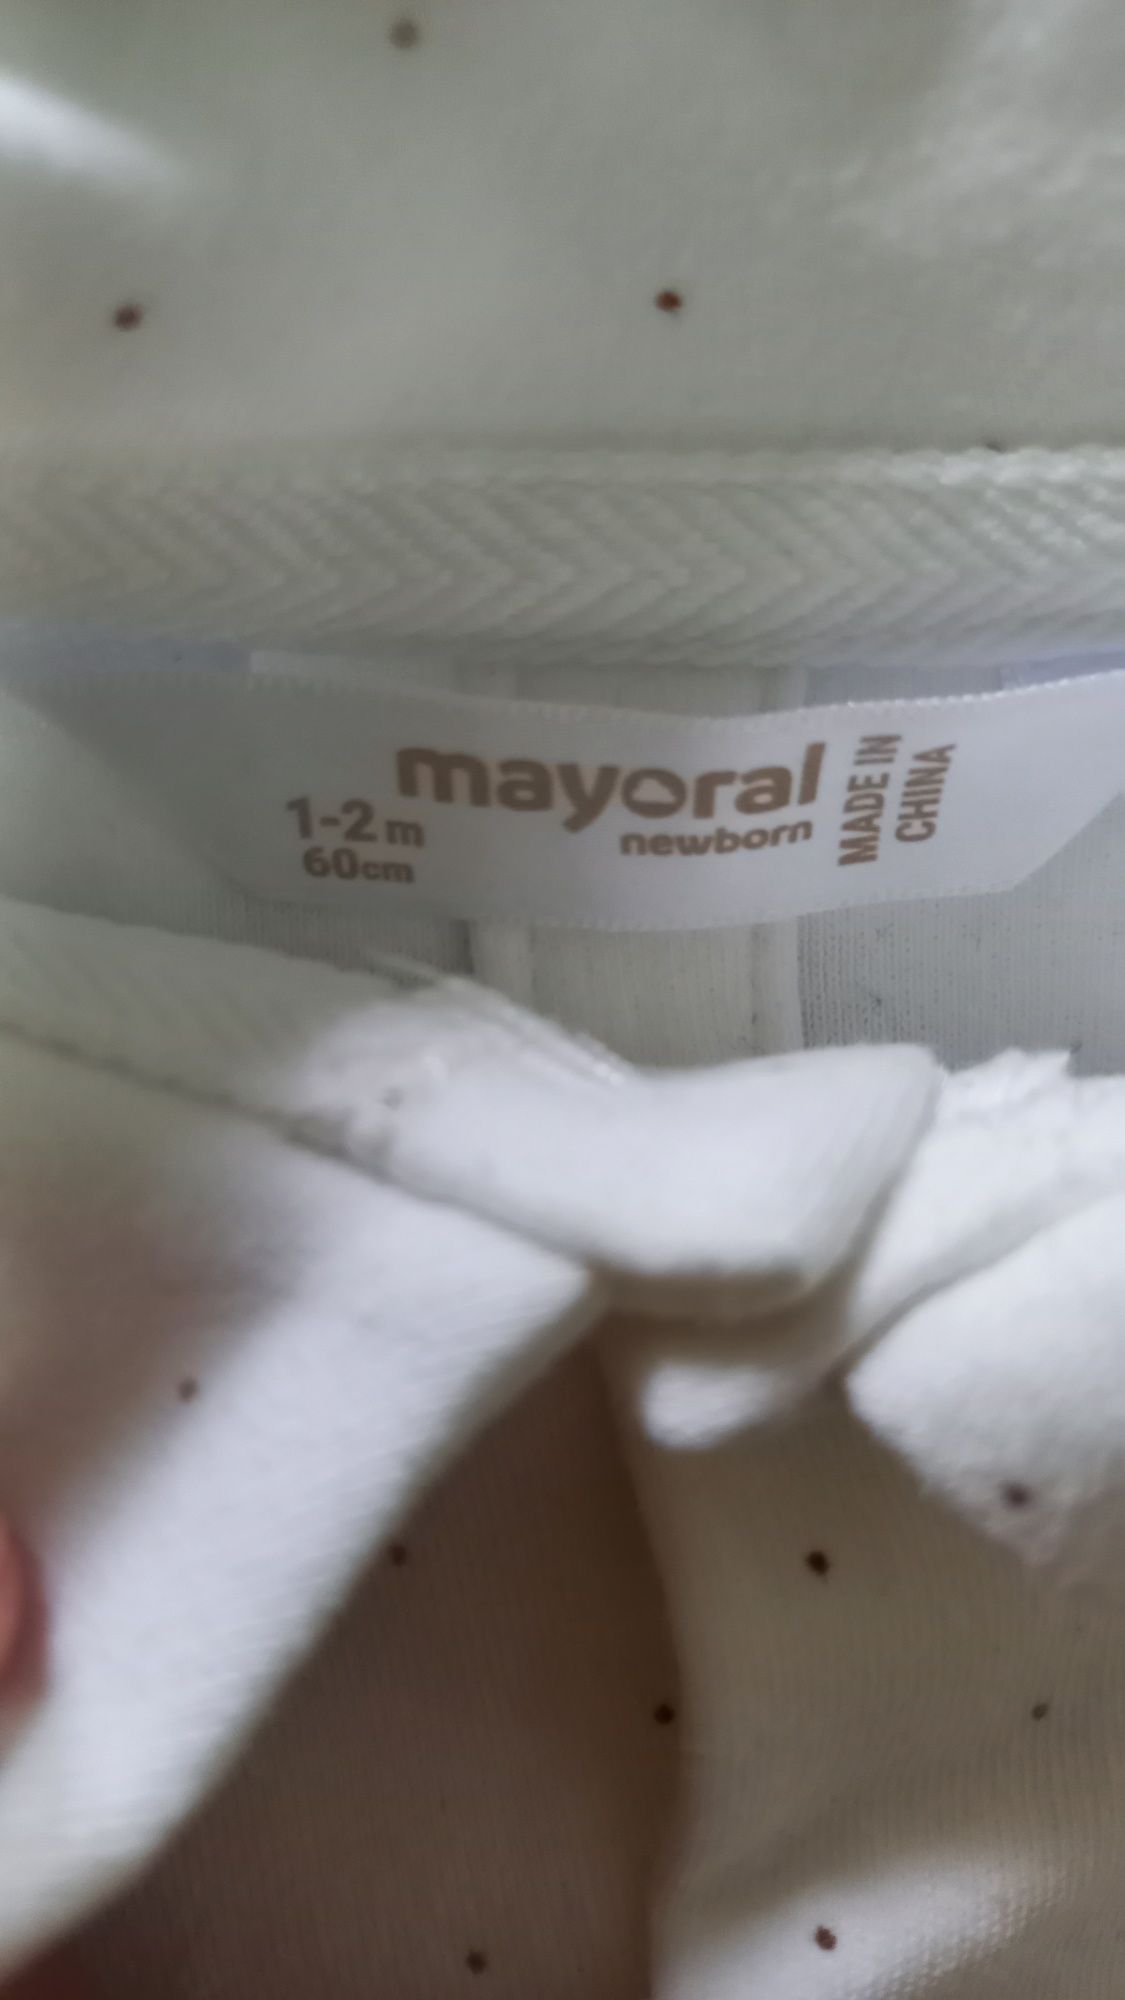 mayoral
newborn
1-2 m
60cm
MADE IN
CHINA